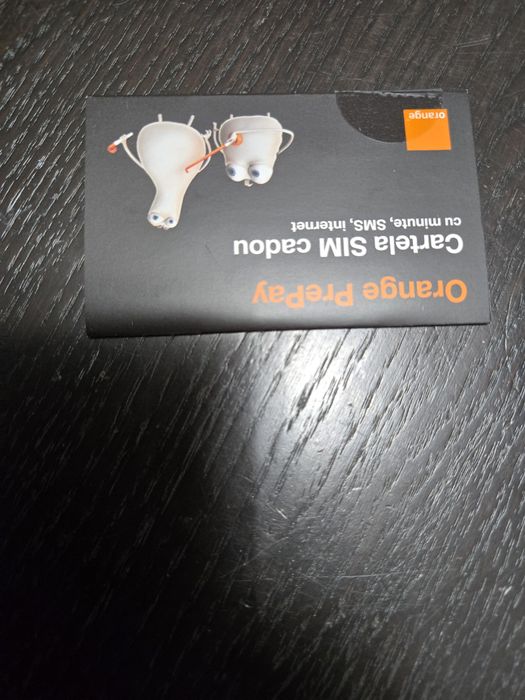 Orange PrePay
Cartela SIM cadou
cu minute, SMS, internet
orange